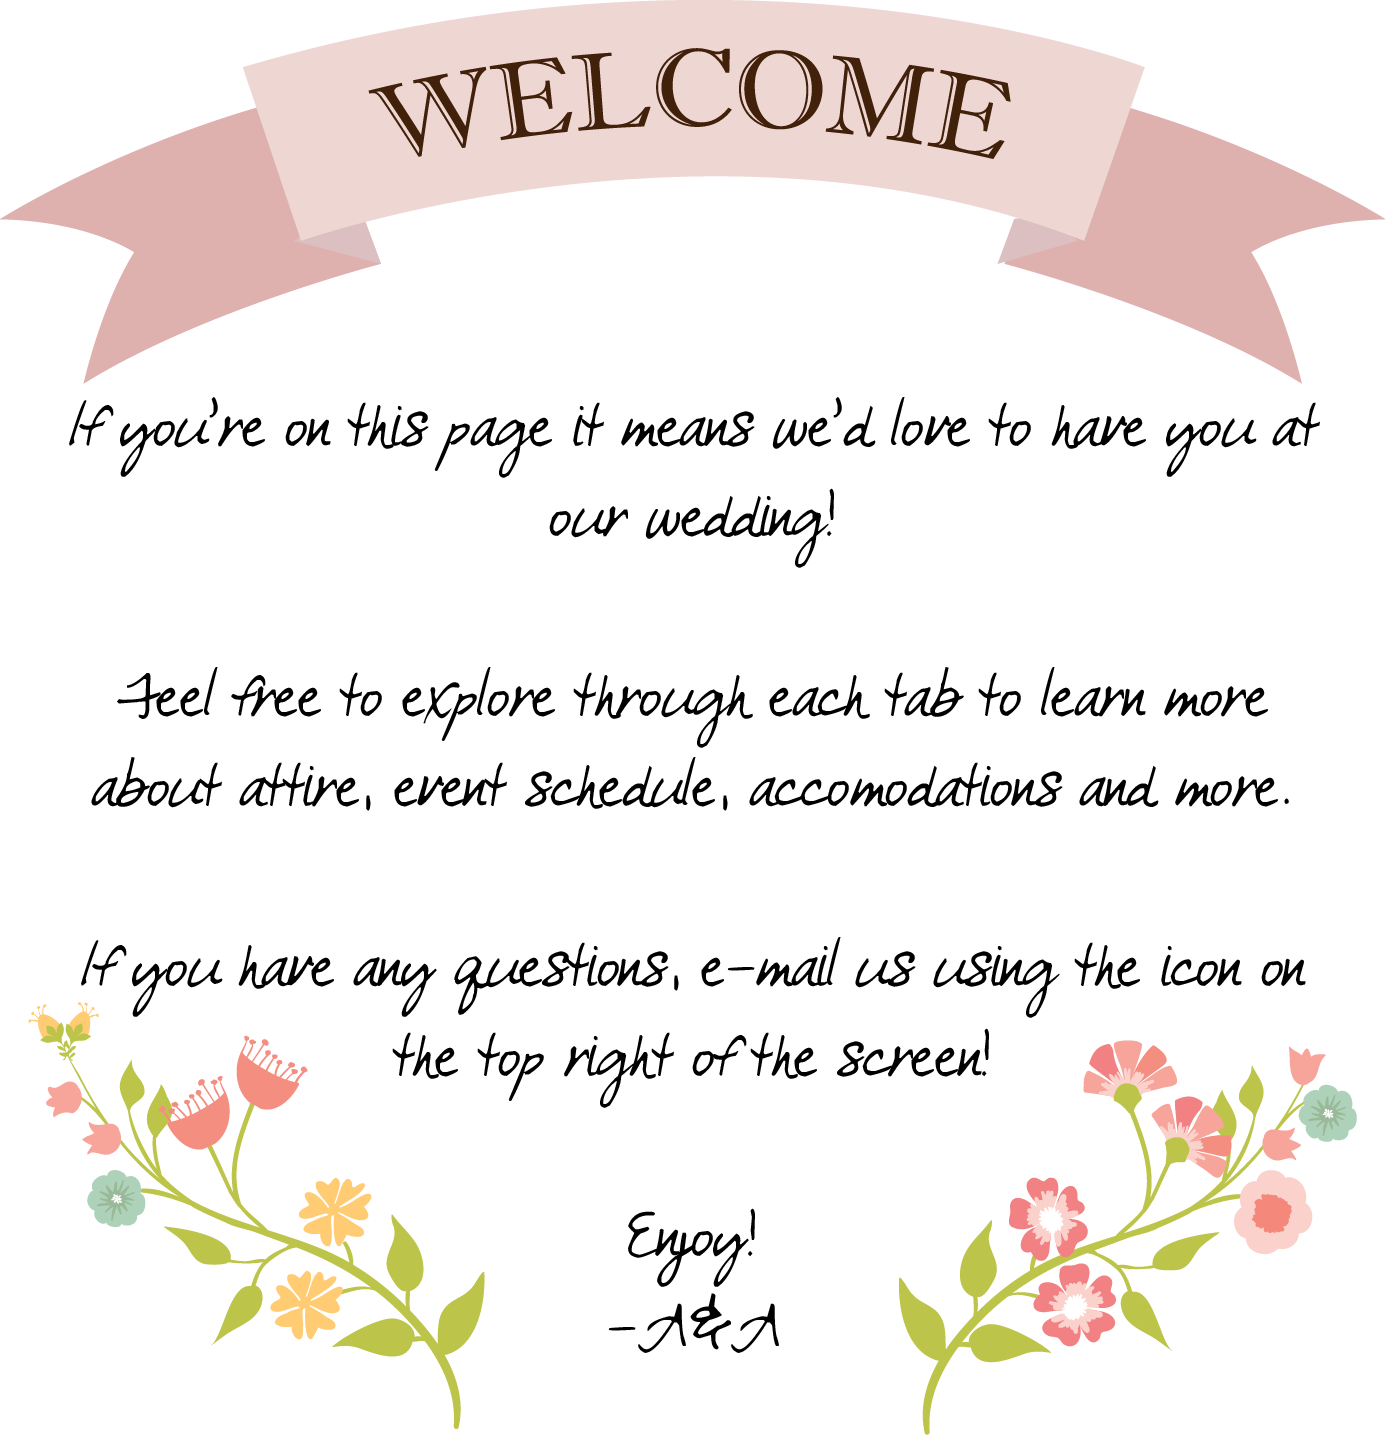 WELCOME
If you're on this page it means we'd love to have you at
our wedding!
Feel free to explore through each tab to learn more
about attire, event schedule, accomodations and more.
If you have any questions, e-mail us using the icon on
the top right of the screen!
Enjoy!
-A&A